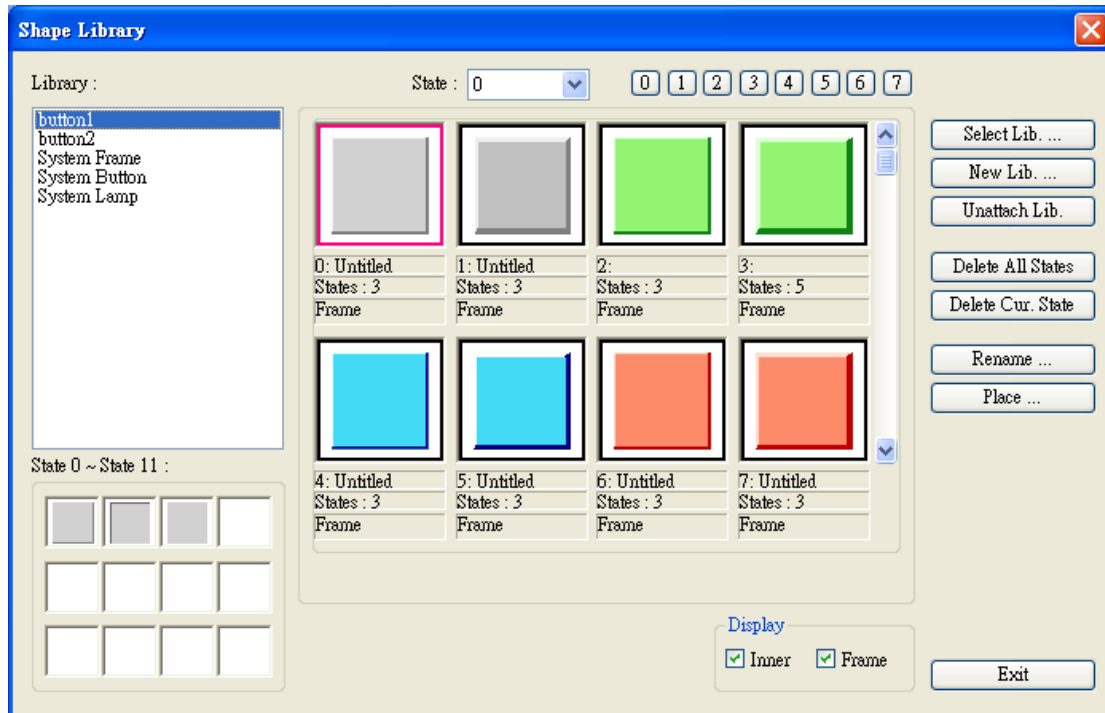 Shape Library
Library :
State : 0
0 1 2 3 4 5 6 7
button1
button2
System Frame
System Button
System Lamp
0: Untitled 1: Untitled 2: 3:
States : 3 States : 3 States : 3 States : 5
Frame Frame Frame Frame
4: Untitled 5: Untitled 6: Untitled 7: Untitled
States : 3 States : 3 States : 3 States : 3
Frame Frame Frame Frame
State 0 ~ State 11 :
Display
Inner Frame
Select Lib. ...
New Lib. ...
Unattach Lib.
Delete All States
Delete Cur. State
Rename ...
Place ...
Exit